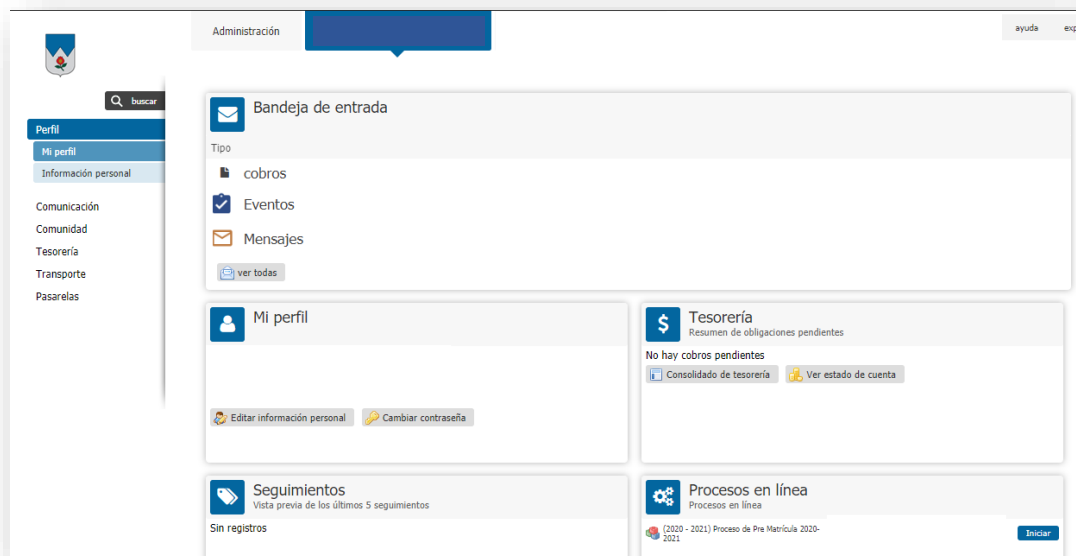 Administración
ayuda
exp
buscar
Perfil
Mi perfil
Información personal
Comunicación
Comunidad
Tesorería
Transporte
Pasarelas
Bandeja de entrada
Tipo
cobros
Eventos
Mensajes
ver todas
Mi perfil
Editar información personal
Cambiar contraseña
Tesorería
Resumen de obligaciones pendientes
No hay cobros pendientes
Consolidado de tesorería
Ver estado de cuenta
Seguimientos
Vista previa de los últimos 5 seguimientos
Sin registros
Procesos en línea
Procesos en línea
(2020 - 2021) Proceso de Pre Matrícula 2020-
2021
Iniciar